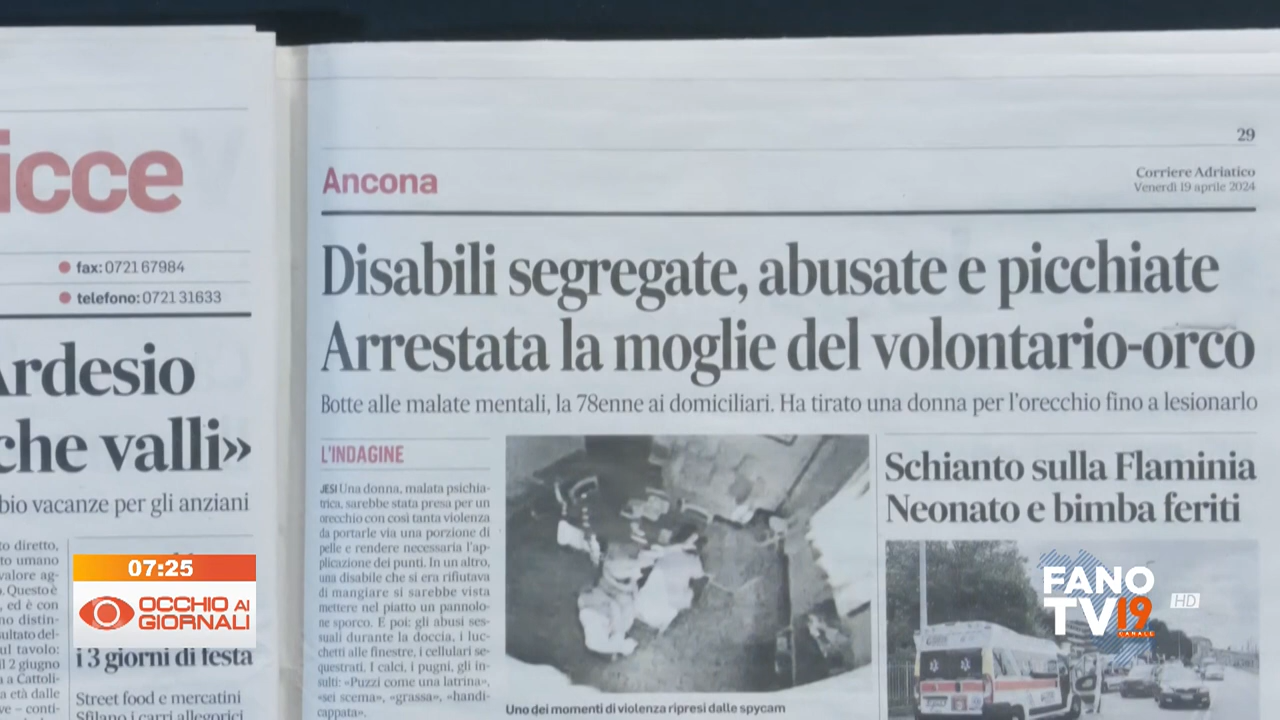 icce
fax: 0721 67984
telefono: 0721 31633
Ardesio
che valli»
bio vacanze per gli anziani
to diretto,
to umano
valore ag-
. Questo è
, ed è con
no distin-
sultato del-
ul tavolo:
il 2 giugno
a a Cattoli-
a età dalle
ve – conti-
i 3 giorni di festa
Street food e mercatini
Sfilano i carri allegorici
07:25
OCCHIO AI
GIORNALI
29
Ancona
Corriere Adriatico
Venerdì 19 aprile 2024
Disabili segregate, abusate e picchiate
Arrestata la moglie del volontario-orco
Botte alle malate mentali, la 78enne ai domiciliari. Ha tirato una donna per l'orecchio fino a lesionarlo
L'INDAGINE
JESI Una donna, malata psichia-
trica, sarebbe stata presa per un
orecchio con così tanta violenza
da portarle via una porzione di
pelle e rendere necessaria l'ap-
plicazione dei punti. In un altro,
una disabile che si era rifiutata
di mangiare si sarebbe vista
mettere nel piatto un pannolo-
ne sporco. E poi: gli abusi ses-
suali durante la doccia, i luc-
chetti alle finestre, i cellulari se-
questrati. I calci, i pugni, gli in-
sulti: «Puzzi come una latrina»,
«sei scema», «grassa», «handi-
cappata».
Uno dei momenti di violenza ripresi dalle spycam
Schianto sulla Flaminia
Neonato e bimba feriti
FANO
TV19
CANALE
HD